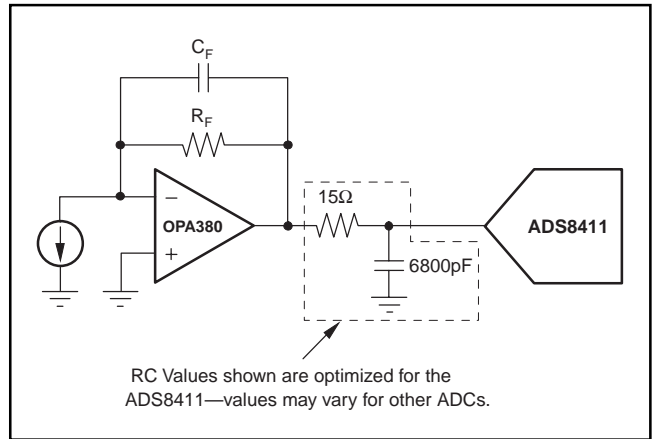 C_F
R_F
15Ω
−
OPA380
+
ADS8411
6800pF
RC Values shown are optimized for the
ADS8411—values may vary for other ADCs.